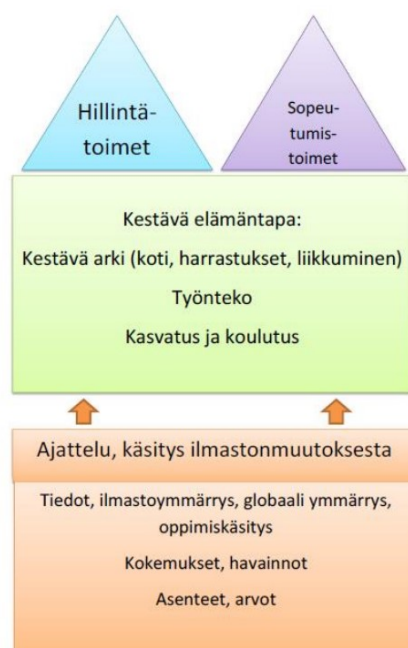 Hillintä-
toimet
Sopeu-
tumis-
toimet
Kestävä elämäntapa:
Kestävä arki (koti, harrastukset, liikkuminen)
Työnteko
Kasvatus ja koulutus
Ajattelu, käsitys ilmastonmuutoksesta
Tiedot, ilmastoymmärrys, globaali ymmärrys,
oppimiskäsitys
Kokemukset, havainnot
Asenteet, arvot